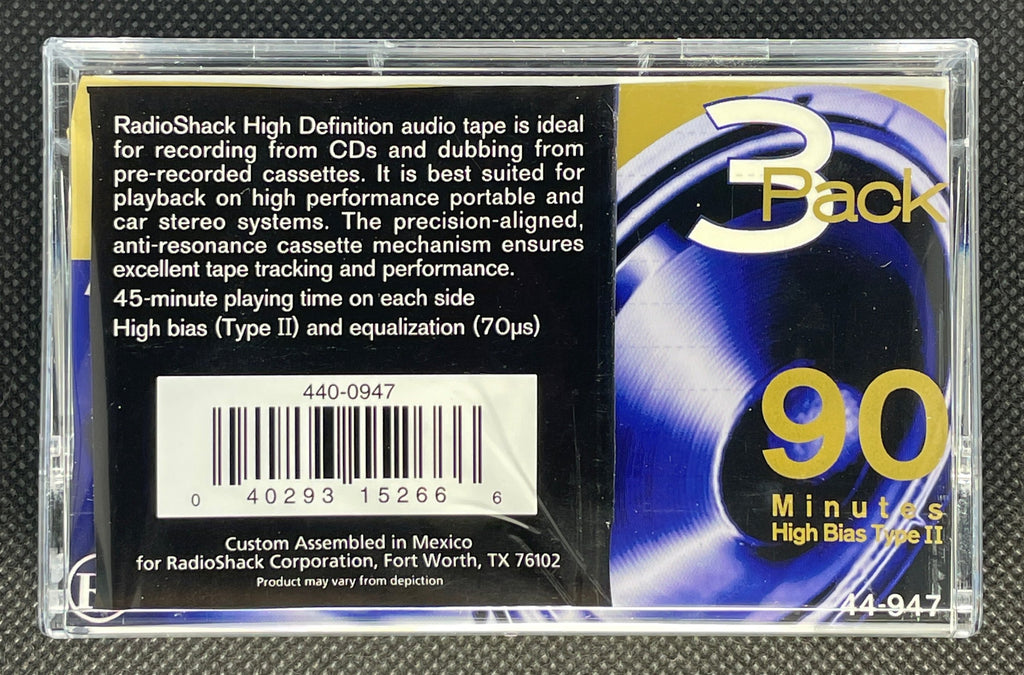 RadioShack High Definition audio tape is ideal
for recording from CDs and dubbing from
pre-recorded cassettes. It is best suited for
playback on high performance portable and
car stereo systems. The precision-aligned,
anti-resonance cassette mechanism ensures
excellent tape tracking and performance.
45-minute playing time on each side
High bias (Type II) and equalization (70µs)
440-0947
0 40293 15266 6
Custom Assembled in Mexico
for RadioShack Corporation, Fort Worth, TX 76102
Product may vary from depiction
3
Pack
90
Minutes
High Bias Type II
44-947